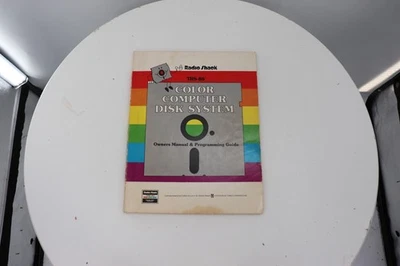 Radio Shack
TRS-80
COLOR
COMPUTER
DISK SYSTEM
Owners Manual & Programming Guide